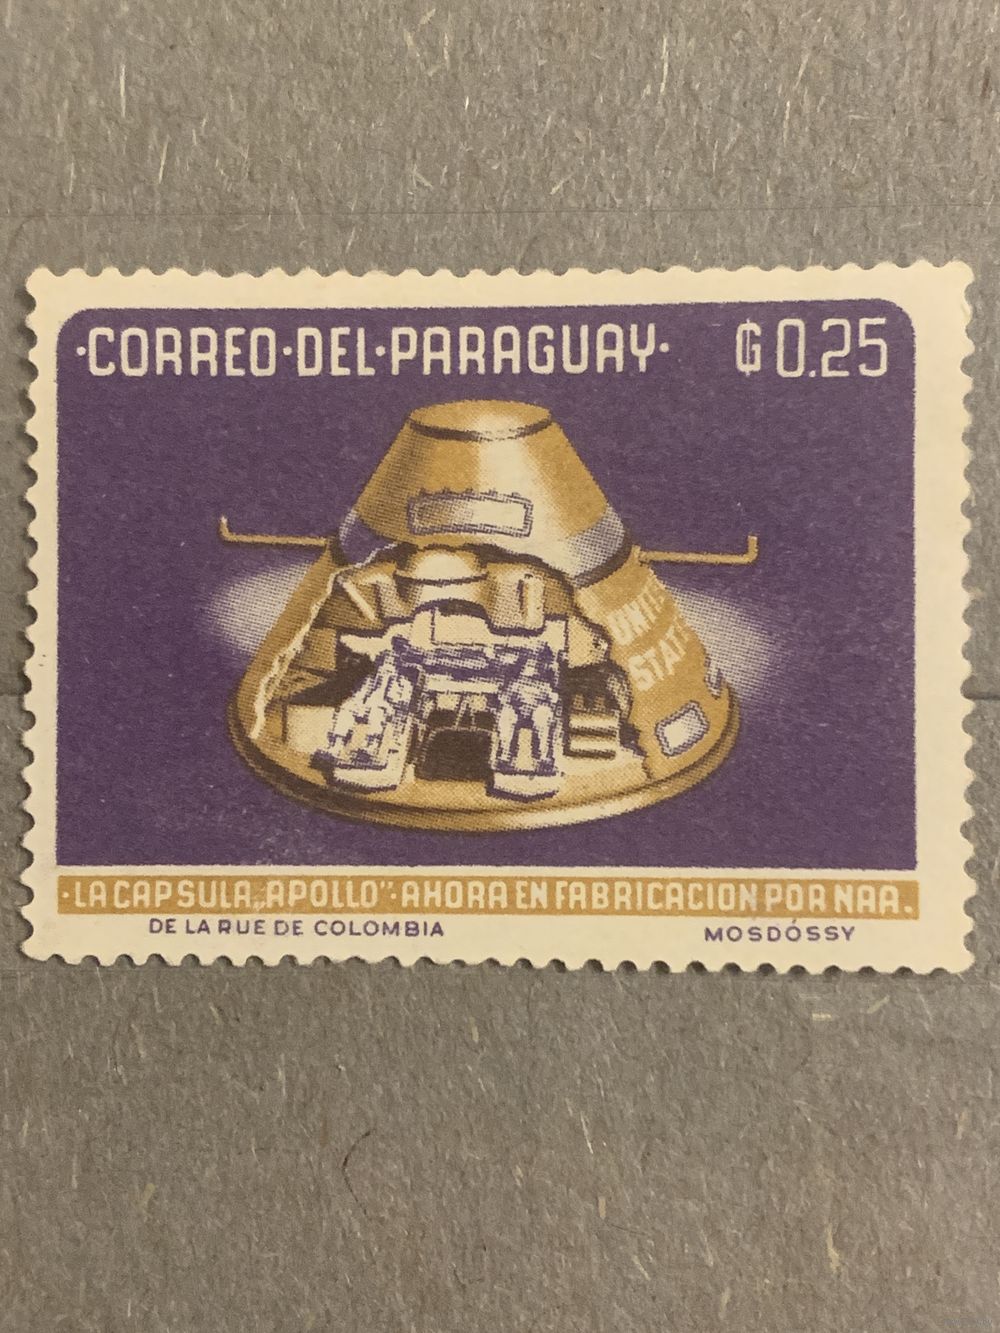 ·CORREO·DEL·PARAGUAY· ₲0.25
UNITED
STATES
·LA CAPSULA „APOLLO”·AHORA EN FABRICACION POR NAA.
DE LA RUE DE COLOMBIA MOSDÓSSY